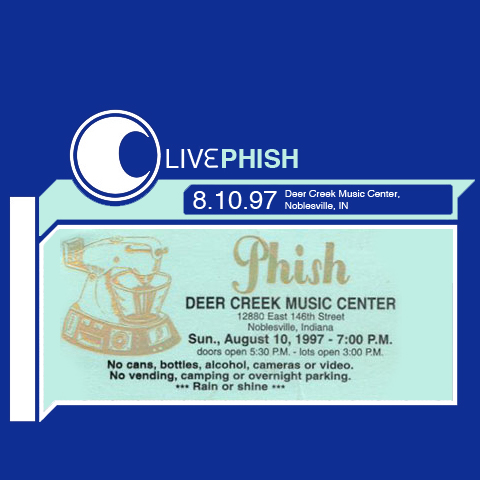 LIVEPHISH
8.10.97
Deer Creek Music Center,
Noblesville, IN
Phish
DEER CREEK MUSIC CENTER
12880 East 146th Street
Noblesville, Indiana
Sun., August 10, 1997 - 7:00 P.M.
doors open 5:30 P.M. - lots open 3:00 P.M.
No cans, bottles, alcohol, cameras or video.
No vending, camping or overnight parking.
*** Rain or shine ***